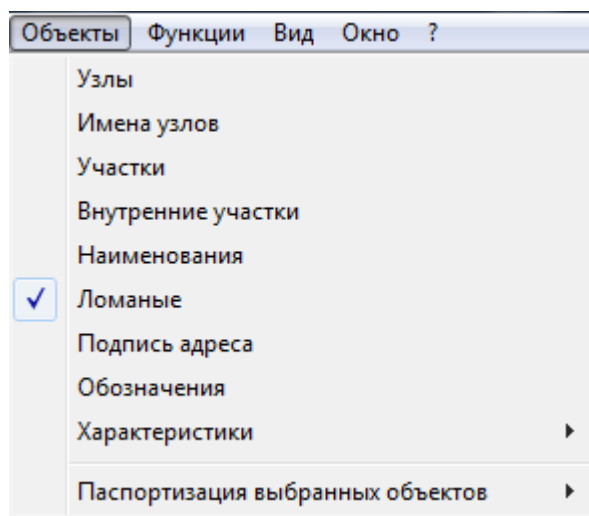 Объекты Функции Вид Окно ?
Узлы
Имена узлов
Участки
Внутренние участки
Наименования
Ломаные
Подпись адреса
Обозначения
Характеристики
Паспортизация выбранных объектов